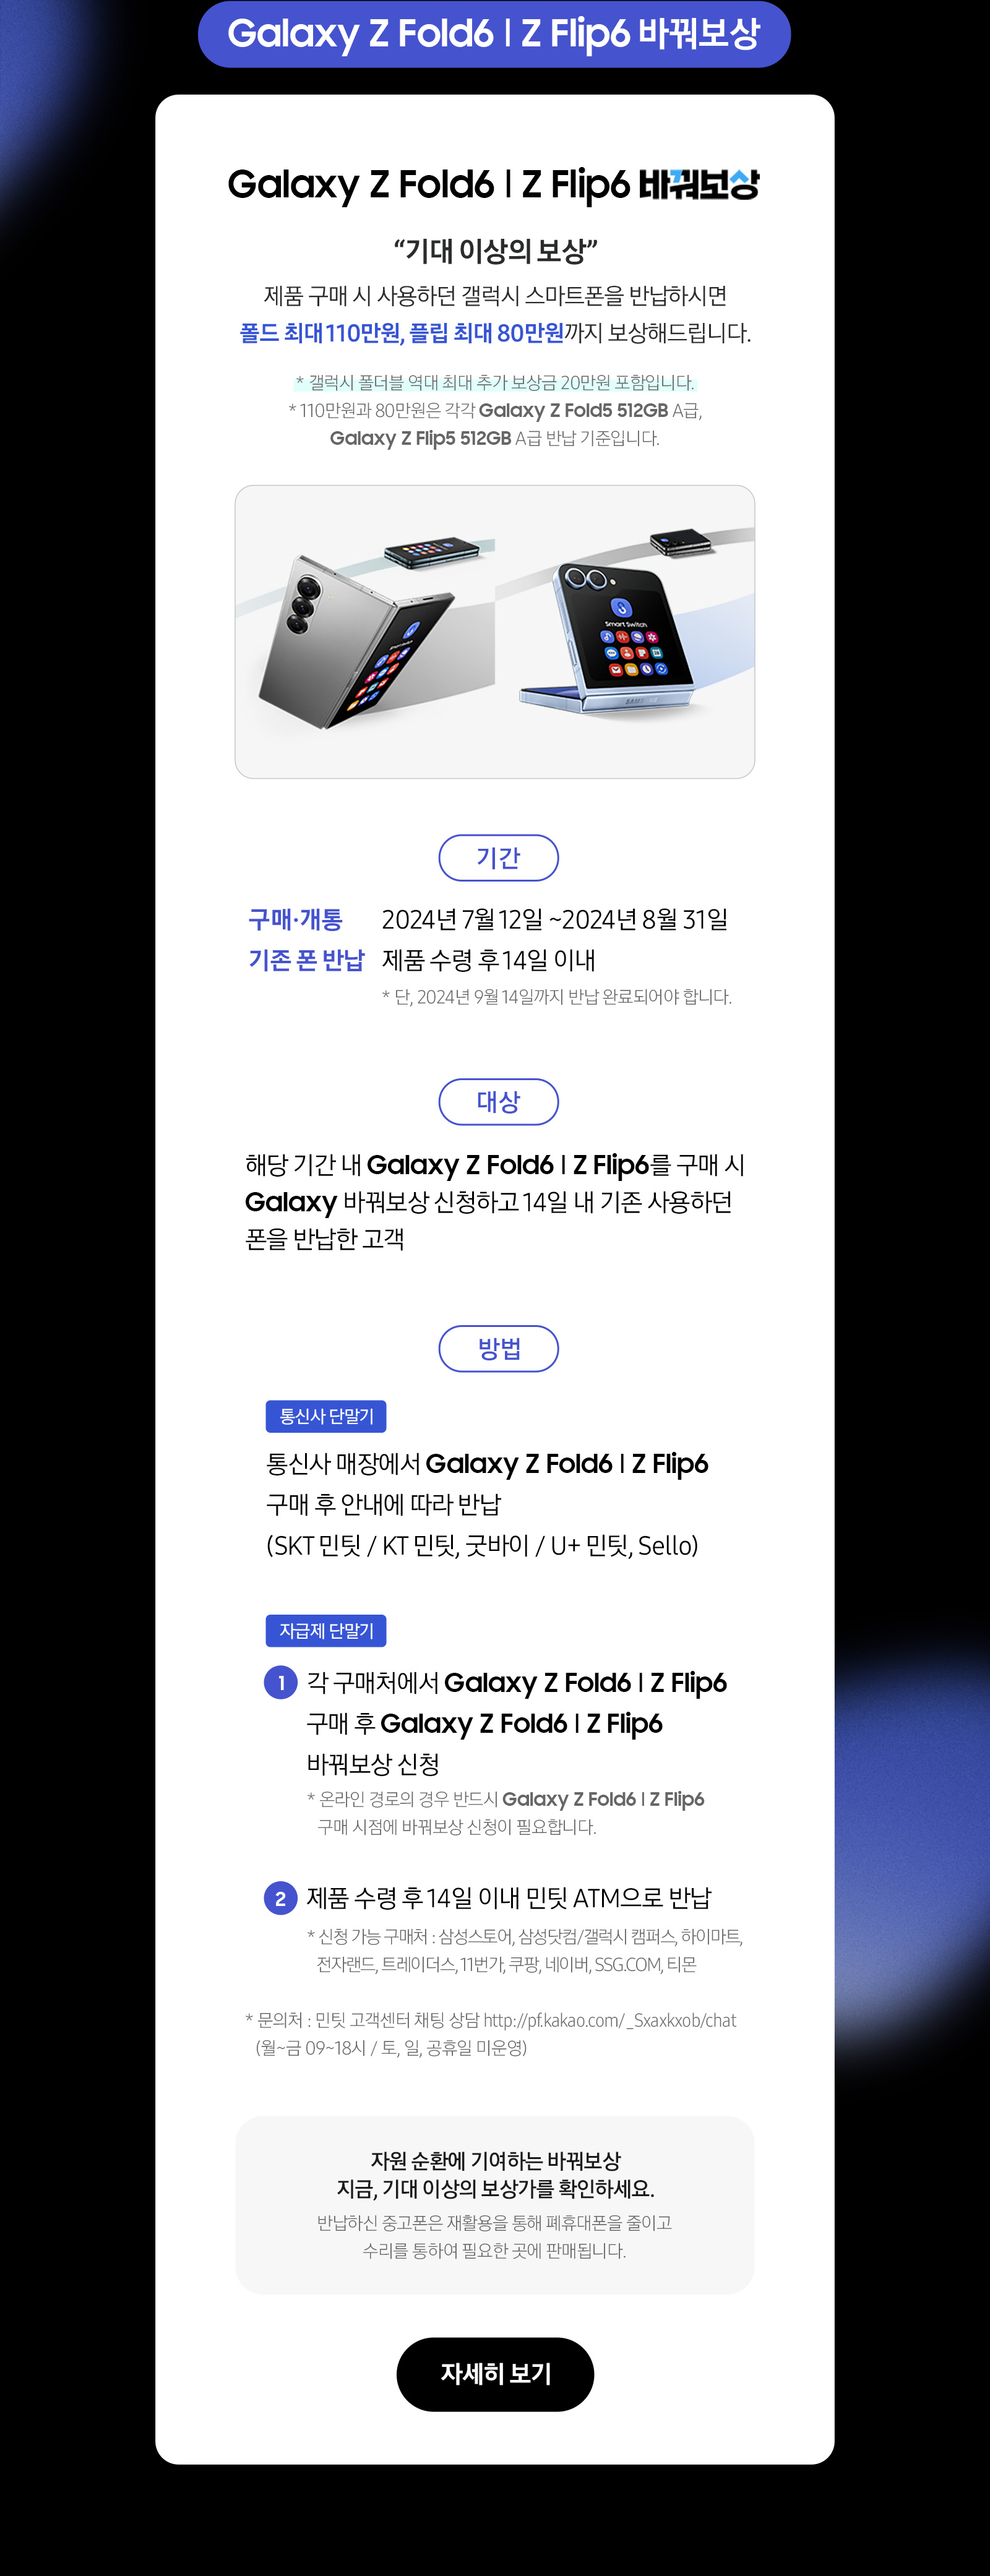 Galaxy Z Fold6 | Z Flip6 바꿔보상
Galaxy Z Fold6 | Z Flip6 바꿔보상
“기대 이상의 보상”
제품 구매 시 사용하던 갤럭시 스마트폰을 반납하시면
폴드 최대 110만원, 플립 최대 80만원까지 보상해드립니다.
* 갤럭시 폴더블 역대 최대 추가 보상금 20만원 포함입니다.
* 110만원과 80만원은 각각 Galaxy Z Fold5 512GB A급,
Galaxy Z Flip5 512GB A급 반납 기준입니다.
Smart Switch
SAMSUNG
기간
구매·개통 2024년 7월 12일 ~2024년 8월 31일
기존 폰 반납 제품 수령 후 14일 이내
* 단, 2024년 9월 14일까지 반납 완료되어야 합니다.
대상
해당 기간 내 Galaxy Z Fold6 | Z Flip6를 구매 시
Galaxy 바꿔보상 신청하고 14일 내 기존 사용하던
폰을 반납한 고객
방법
통신사 단말기
통신사 매장에서 Galaxy Z Fold6 | Z Flip6
구매 후 안내에 따라 반납
(SKT 민팃 / KT 민팃, 굿바이 / U+ 민팃, Sello)
자급제 단말기
1 각 구매처에서 Galaxy Z Fold6 | Z Flip6
구매 후 Galaxy Z Fold6 | Z Flip6
바꿔보상 신청
* 온라인 경로의 경우 반드시 Galaxy Z Fold6 | Z Flip6
구매 시점에 바꿔보상 신청이 필요합니다.
2 제품 수령 후 14일 이내 민팃 ATM으로 반납
* 신청 가능 구매처 : 삼성스토어, 삼성닷컴/갤럭시 캠퍼스, 하이마트,
전자랜드, 트레이더스, 11번가, 쿠팡, 네이버, SSG.COM, 티몬
* 문의처 : 민팃 고객센터 채팅 상담 http://pf.kakao.com/_Sxaxkxob/chat
(월~금 09~18시 / 토, 일, 공휴일 미운영)
자원 순환에 기여하는 바꿔보상
지금, 기대 이상의 보상가를 확인하세요.
반납하신 중고폰은 재활용을 통해 폐휴대폰을 줄이고
수리를 통하여 필요한 곳에 판매됩니다.
자세히 보기